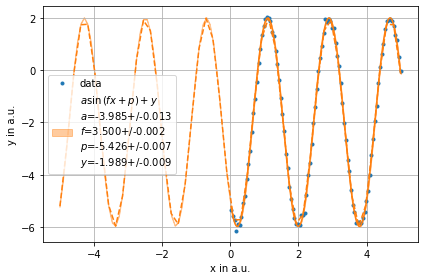 2
0
−2
−4
−6
y in a.u.
data
asin(fx + p) + y
a=-3.985+/-0.013
f=3.500+/-0.002
p=-5.426+/-0.007
y=-1.989+/-0.009
−4 −2 0 2 4
x in a.u.